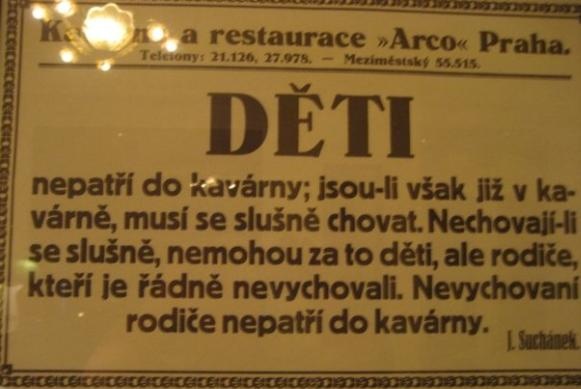 Kavárna a restaurace »Arco« Praha.
Telefony: 21.126, 27.978. — Meziměstský 55.515.
DĚTI
nepatří do kavárny; jsou-li však již v ka-
várně, musí se slušně chovat. Nechovají-li
se slušně, nemohou za to děti, ale rodiče,
kteří je řádně nevychovali. Nevychovaní
rodiče nepatří do kavárny.
J. Suchánek.